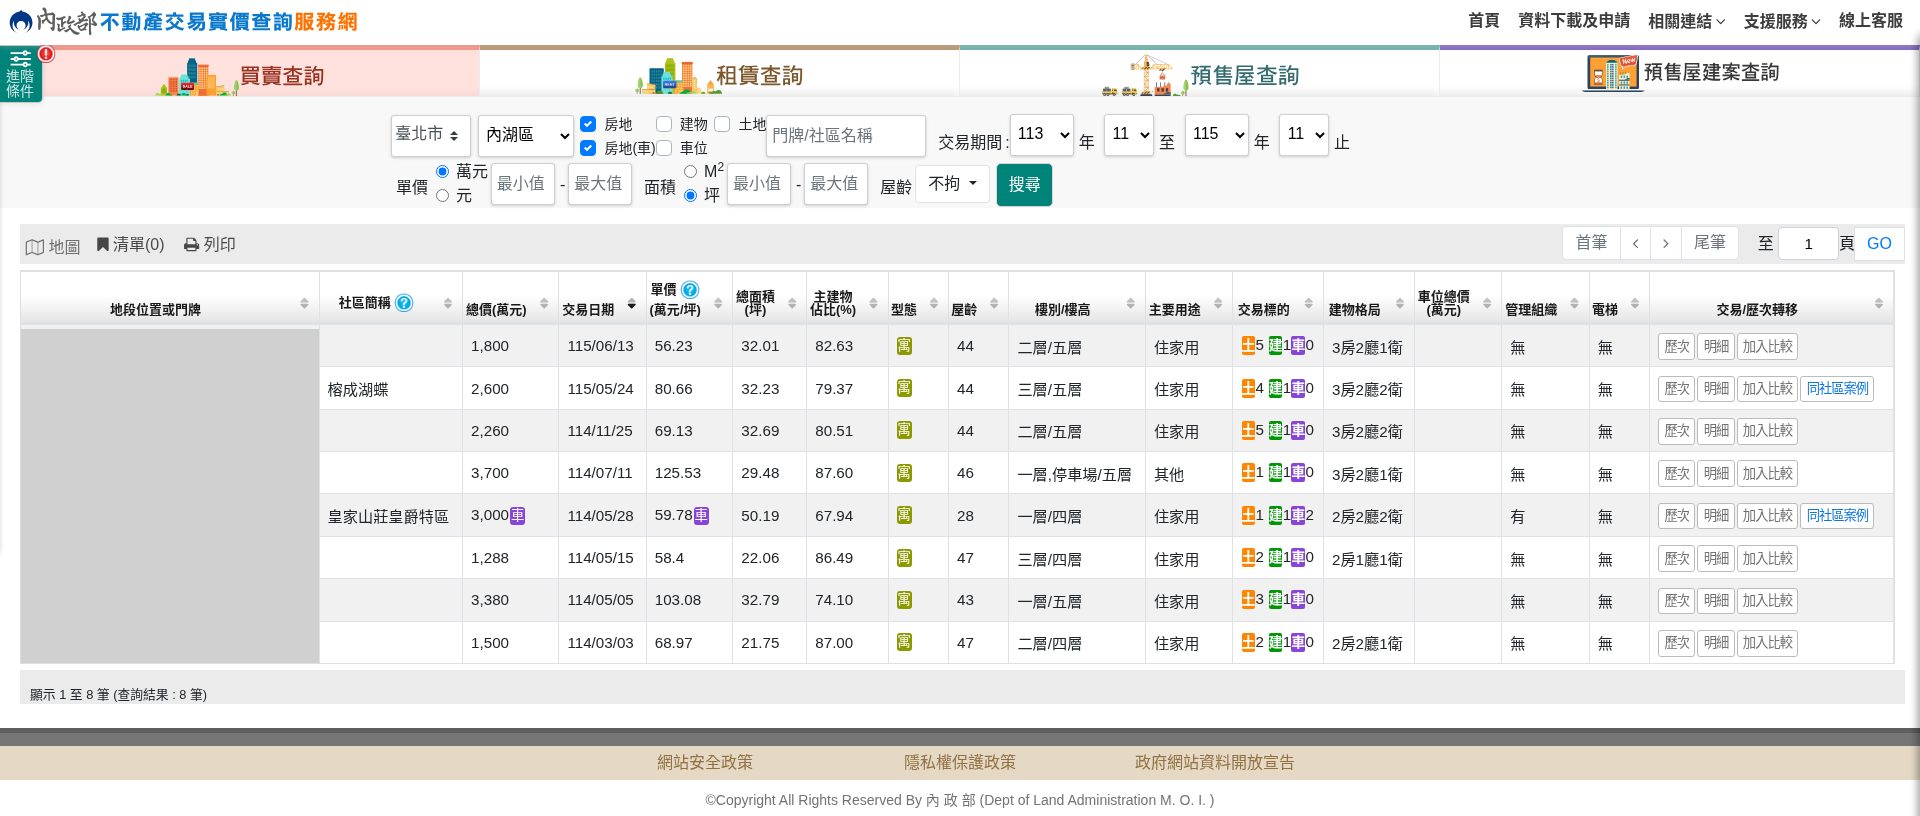 內政部不動產交易實價查詢服務網 首頁 資料下載及申請 相關連結 支援服務 線上客服
進階條件 買賣查詢 租賃查詢 預售屋查詢 預售屋建案查詢
臺北市 內湖區 房地 建物 土地 門牌/社區名稱 交易期間 : 113 年 11 至 115 年 11 止
房地(車) 車位
單價 萬元 元 最小值 - 最大值 面積 M2 坪 最小值 - 最大值 屋齡 不拘 搜尋
地圖 清單(0) 列印 首筆 < > 尾筆 至 1 頁 GO
地段位置或門牌 社區簡稱 總價(萬元) 交易日期 單價(萬元/坪) 總面積(坪) 主建物佔比(%) 型態 屋齡 樓別/樓高 主要用途 交易標的 建物格局 車位總價(萬元) 管理組織 電梯 交易/歷次轉移
1,800 115/06/13 56.23 32.01 82.63 寓 44 二層/五層 住家用 土5 建1車0 3房2廳1衛 無 無 歷次 明細 加入比較
榕成湖蝶 2,600 115/05/24 80.66 32.23 79.37 寓 44 三層/五層 住家用 土4 建1車0 3房2廳2衛 無 無 歷次 明細 加入比較 同社區案例
2,260 114/11/25 69.13 32.69 80.51 寓 44 二層/五層 住家用 土5 建1車0 3房2廳2衛 無 無 歷次 明細 加入比較
3,700 114/07/11 125.53 29.48 87.60 寓 46 一層,停車場/五層 其他 土1 建1車0 3房2廳1衛 無 無 歷次 明細 加入比較
皇家山莊皇爵特區 3,000車 114/05/28 59.78車 50.19 67.94 寓 28 一層/四層 住家用 土1 建1車2 2房2廳2衛 有 無 歷次 明細 加入比較 同社區案例
1,288 114/05/15 58.4 22.06 86.49 寓 47 三層/四層 住家用 土2 建1車0 2房1廳1衛 無 無 歷次 明細 加入比較
3,380 114/05/05 103.08 32.79 74.10 寓 43 一層/五層 住家用 土3 建1車0 無 無 歷次 明細 加入比較
1,500 114/03/03 68.97 21.75 87.00 寓 47 二層/四層 住家用 土2 建1車0 2房2廳1衛 無 無 歷次 明細 加入比較
顯示 1 至 8 筆 (查詢結果 : 8 筆)
網站安全政策 隱私權保護政策 政府網站資料開放宣告
©Copyright All Rights Reserved By 內 政 部 (Dept of Land Administration M. O. I. )